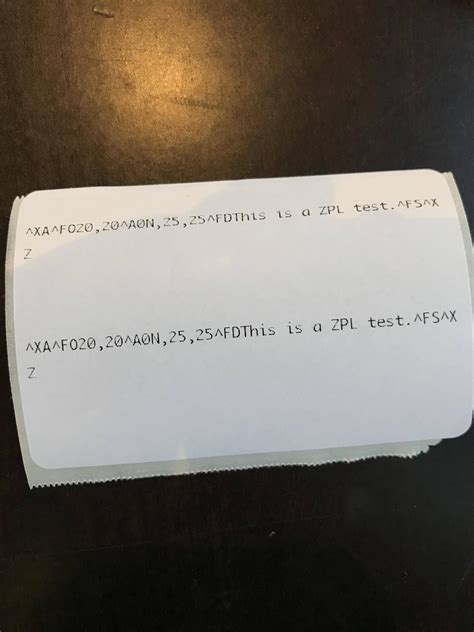 ^XA^FO20,20^A0N,25,25^FDThis is a ZPL test.^FS^X
Z
^XA^FO20,20^A0N,25,25^FDThis is a ZPL test.^FS^X
Z